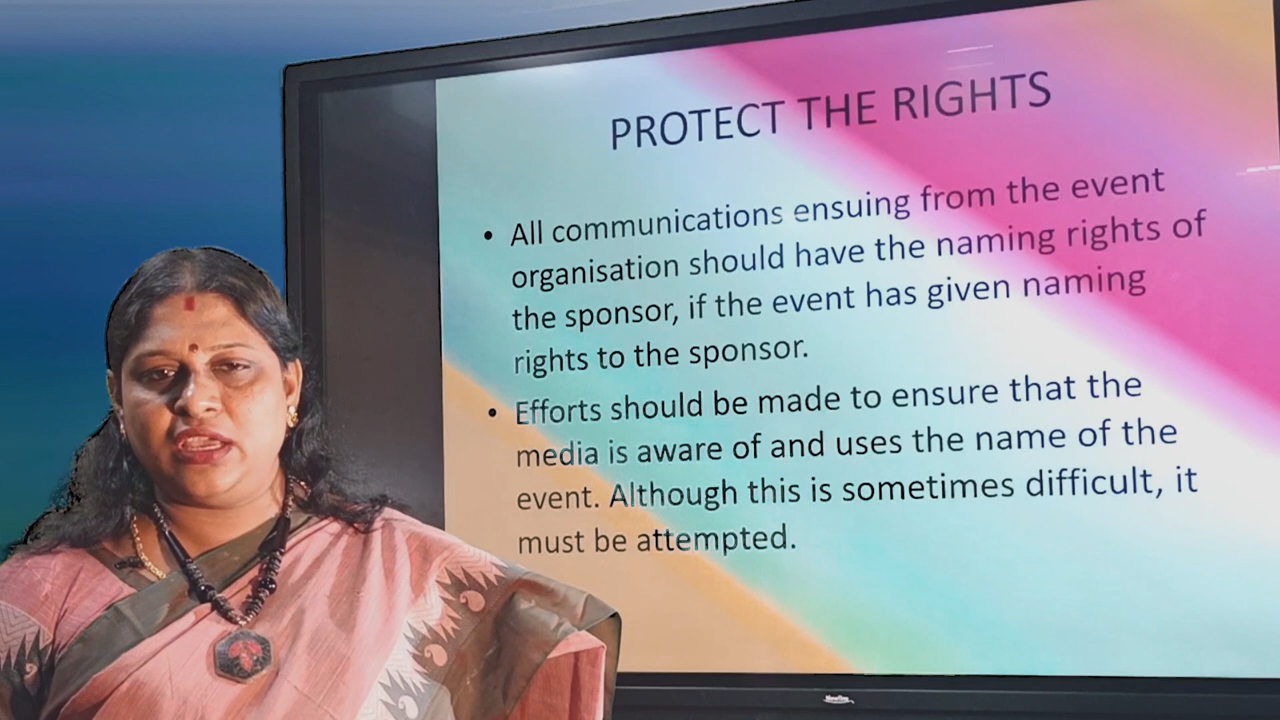 PROTECT THE RIGHTS
• All communications ensuing from the event
organisation should have the naming rights of
the sponsor, if the event has given naming
rights to the sponsor.
• Efforts should be made to ensure that the
media is aware of and uses the name of the
event. Although this is sometimes difficult, it
must be attempted.